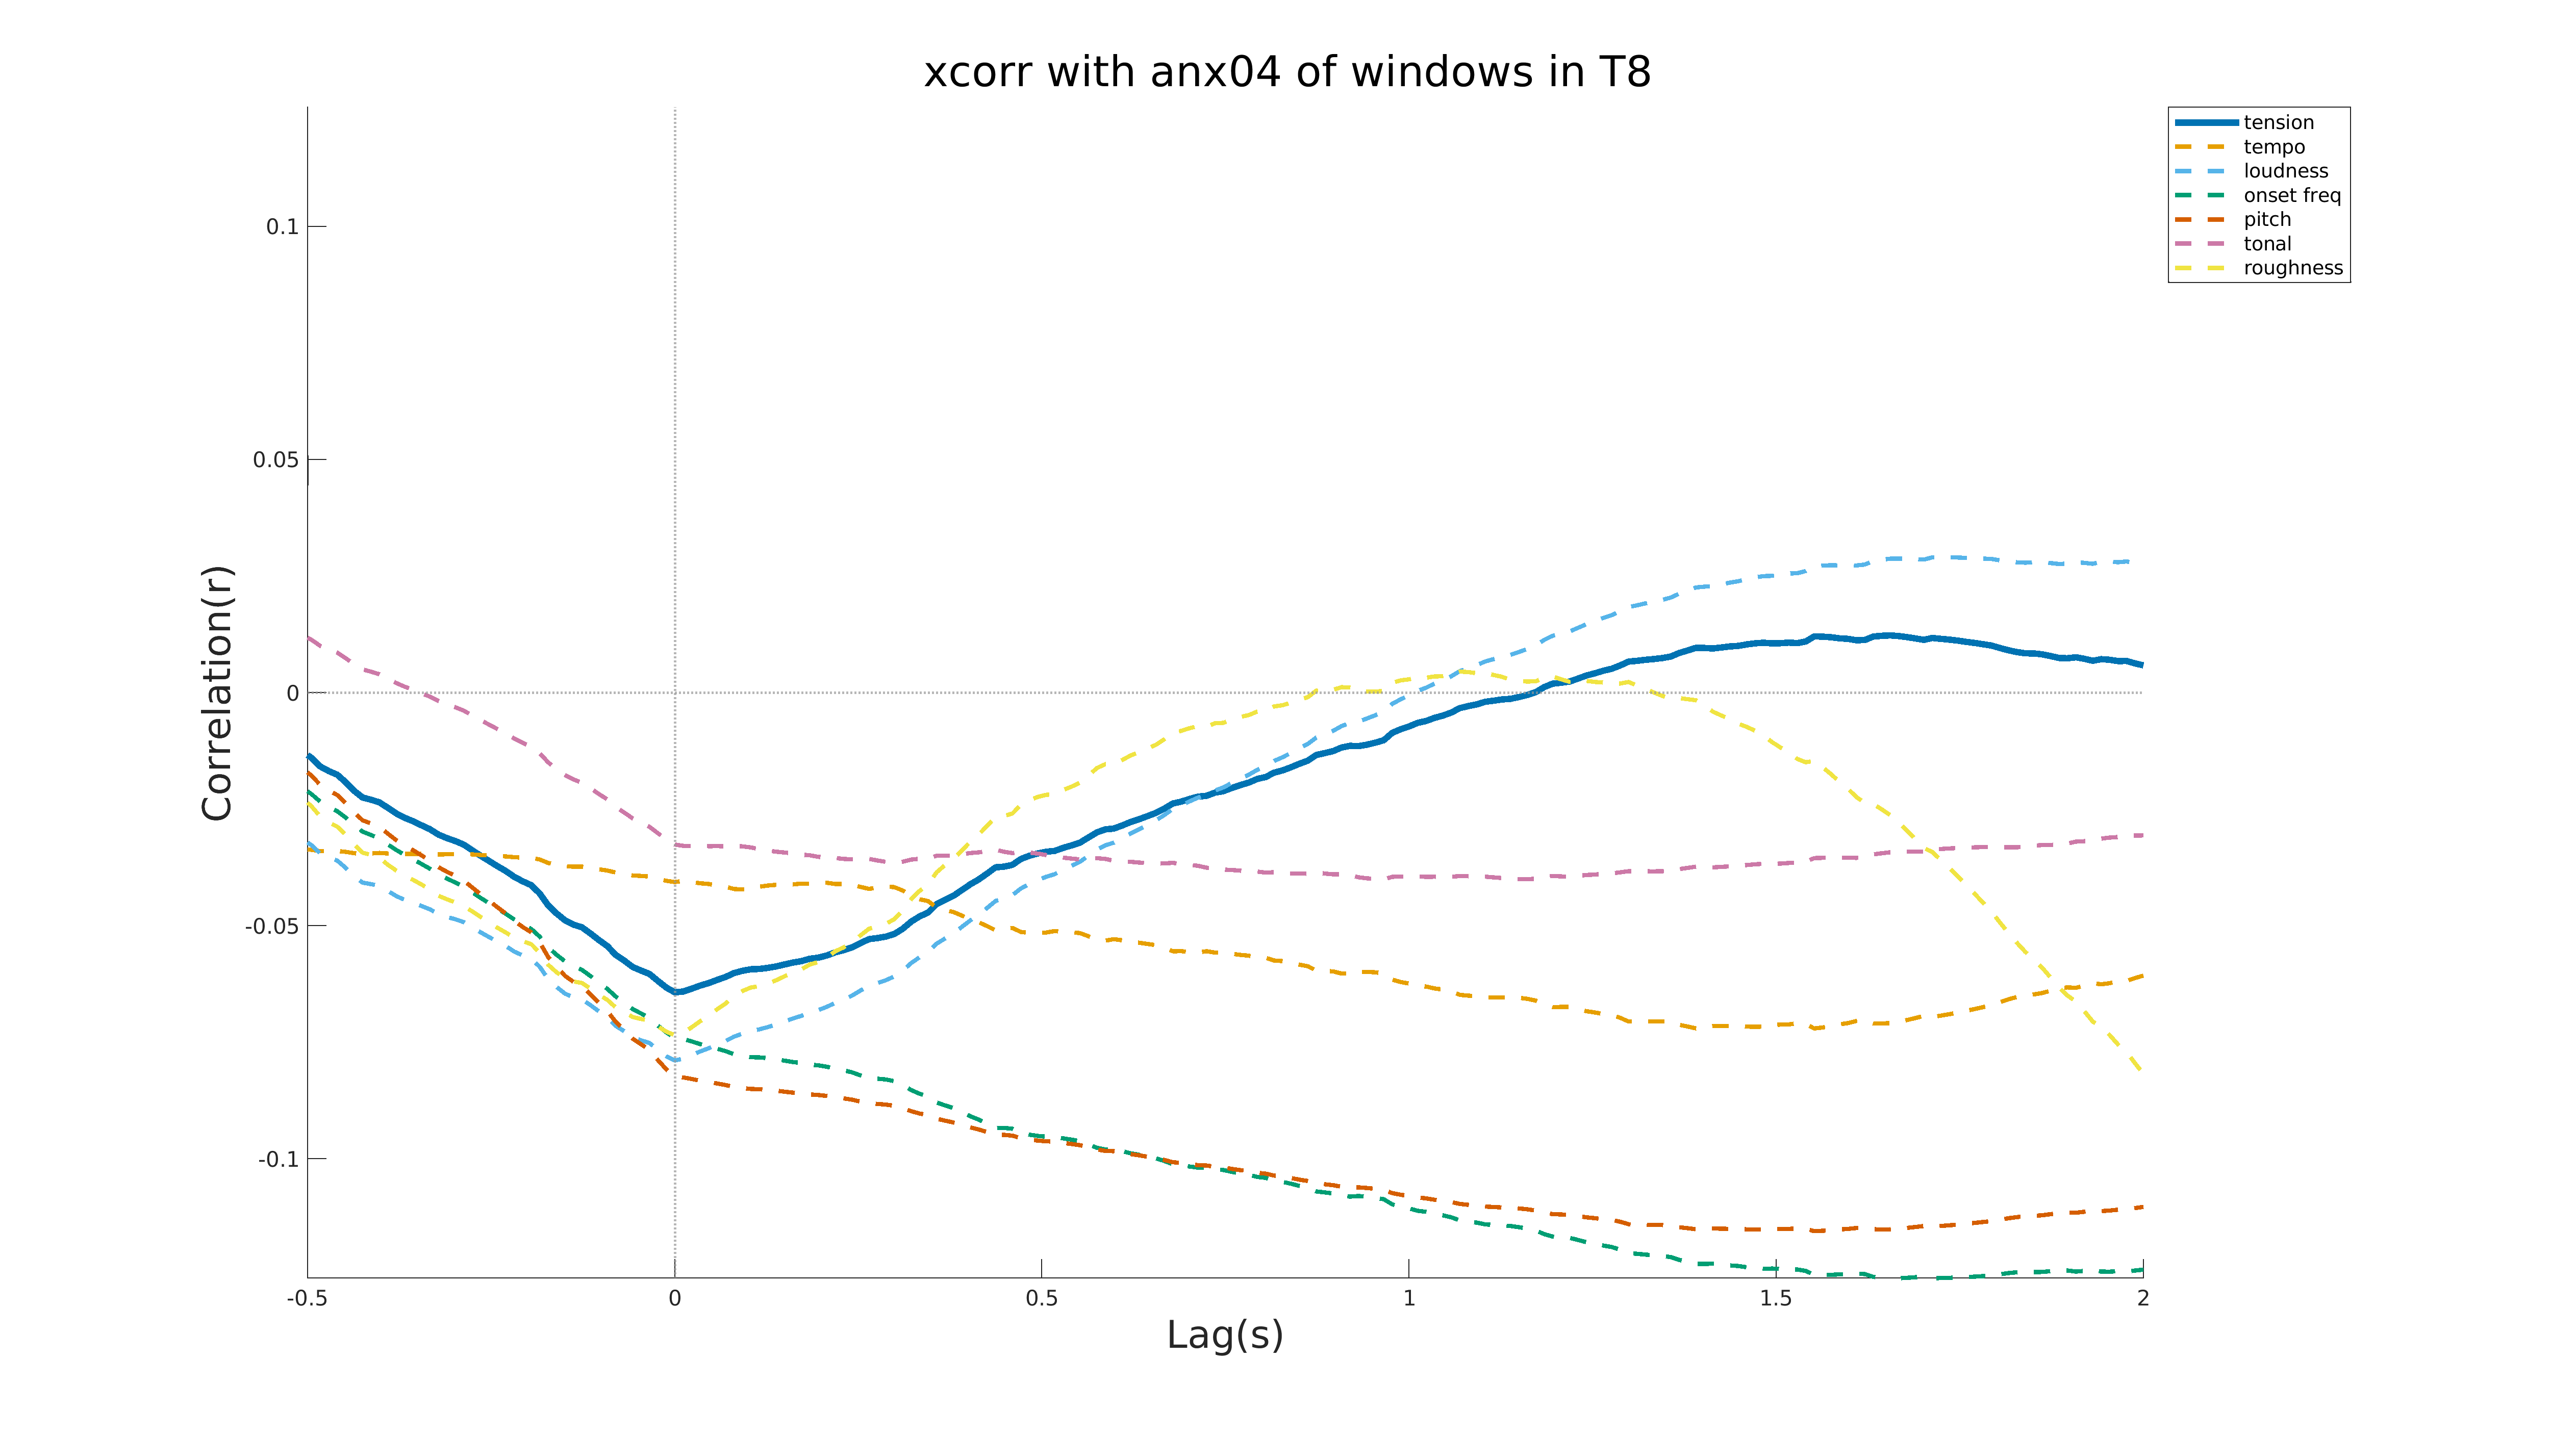 xcorr with anx04 of windows in T8
tension
tempo
loudness
onset freq
pitch
tonal
roughness
0.1
0.05
0
-0.05
-0.1
Correlation(r)
-0.5
0
0.5
1
1.5
2
Lag(s)